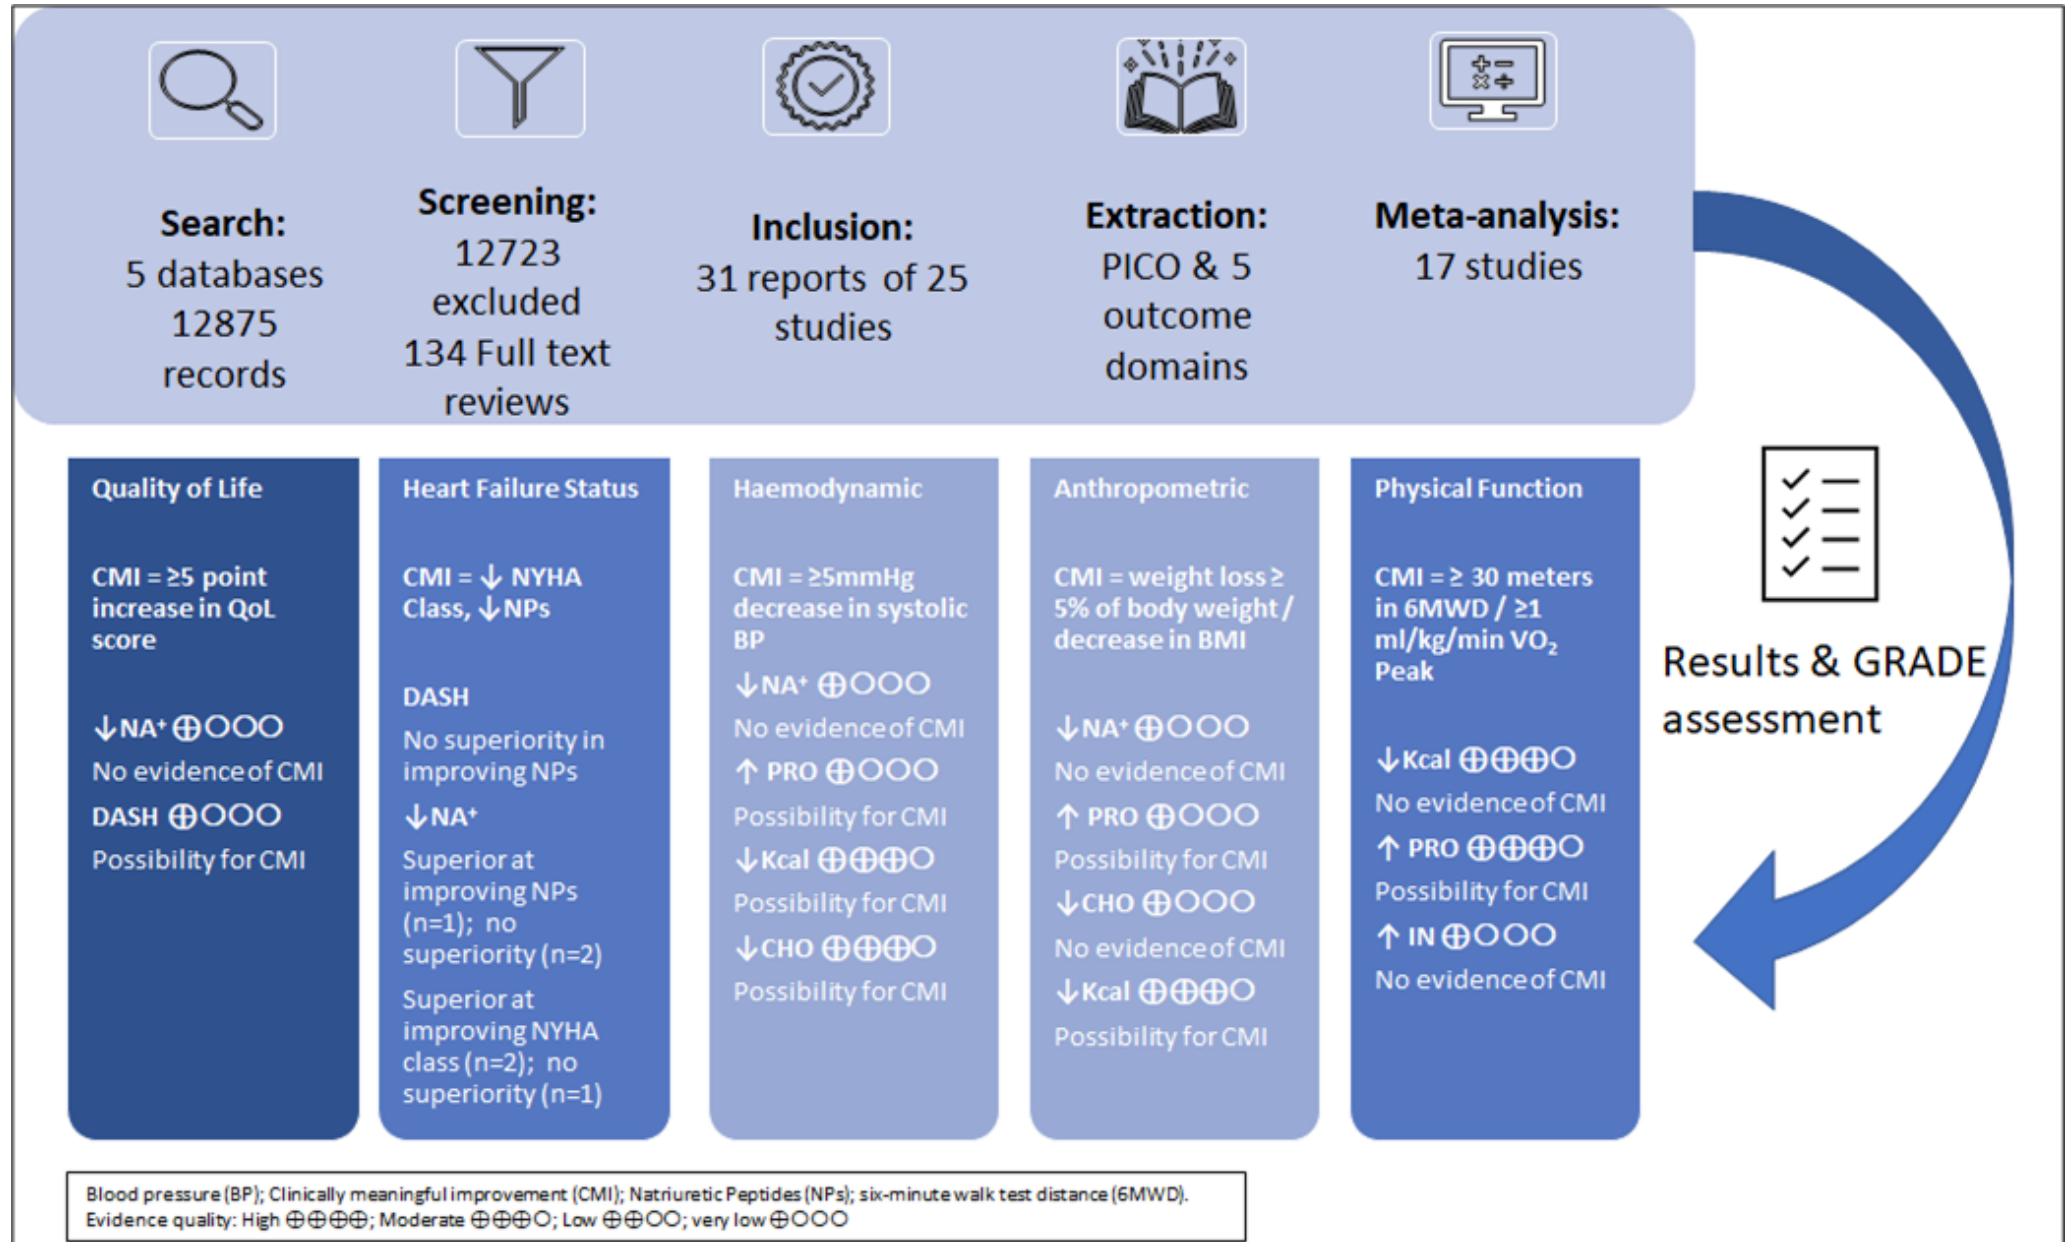 Search:
5 databases
12875
records
Screening:
12723
excluded
134 Full text
reviews
Inclusion:
31 reports of 25
studies
Extraction:
PICO & 5
outcome
domains
Meta-analysis:
17 studies
Quality of Life
CMI = ≥5 point
increase in QoL
score
↓NA⁺ ⊕○○○
No evidence of CMI
DASH ⊕○○○
Possibility for CMI
Heart Failure Status
CMI = ↓ NYHA
Class, ↓NPs
DASH
No superiority in
improving NPs
↓NA⁺
Superior at
improving NPs
(n=1); no
superiority (n=2)
Superior at
improving NYHA
class (n=2); no
superiority (n=1)
Haemodynamic
CMI = ≥5mmHg
decrease in systolic
BP
↓NA⁺ ⊕○○○
No evidence of CMI
↑ PRO ⊕○○○
Possibility for CMI
↓Kcal ⊕⊕⊕○
Possibility for CMI
↓CHO ⊕⊕⊕○
Possibility for CMI
Anthropometric
CMI = weight loss ≥
5% of body weight /
decrease in BMI
↓NA⁺ ⊕○○○
No evidence of CMI
↑ PRO ⊕○○○
Possibility for CMI
↓CHO ⊕○○○
No evidence of CMI
↓Kcal ⊕⊕⊕○
Possibility for CMI
Physical Function
CMI = ≥ 30 meters
in 6MWD / ≥1
ml/kg/min VO₂
Peak
↓Kcal ⊕⊕⊕○
No evidence of CMI
↑ PRO ⊕⊕⊕○
Possibility for CMI
↑ IN ⊕○○○
No evidence of CMI
Results & GRADE
assessment
Blood pressure (BP); Clinically meaningful improvement (CMI); Natriuretic Peptides (NPs); six-minute walk test distance (6MWD).
Evidence quality: High ⊕⊕⊕⊕; Moderate ⊕⊕⊕○; Low ⊕⊕○○; very low ⊕○○○